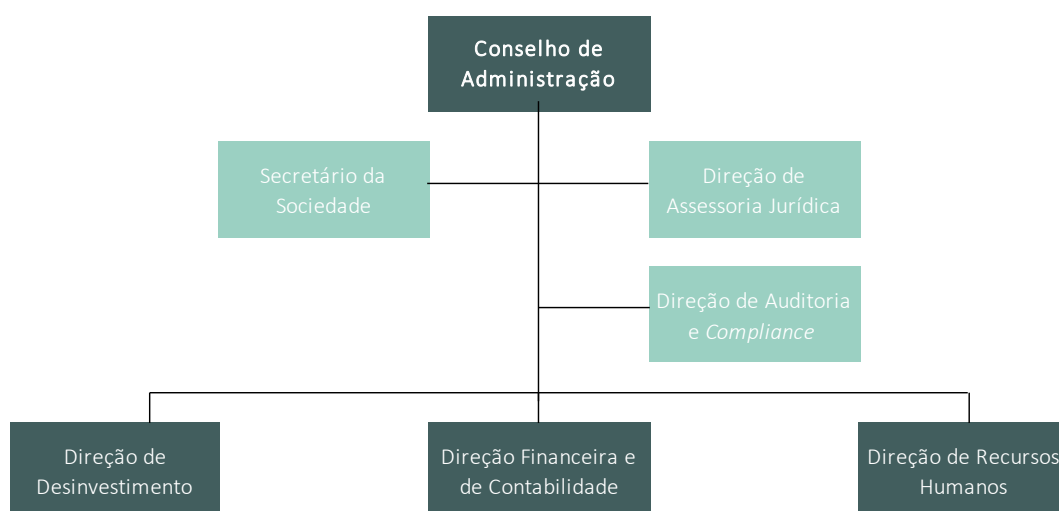 Conselho de
Administração
Secretário da
Sociedade
Direção de
Assessoria Jurídica
Direção de Auditoria
e Compliance
Direção de
Desinvestimento
Direção Financeira e
de Contabilidade
Direção de Recursos
Humanos